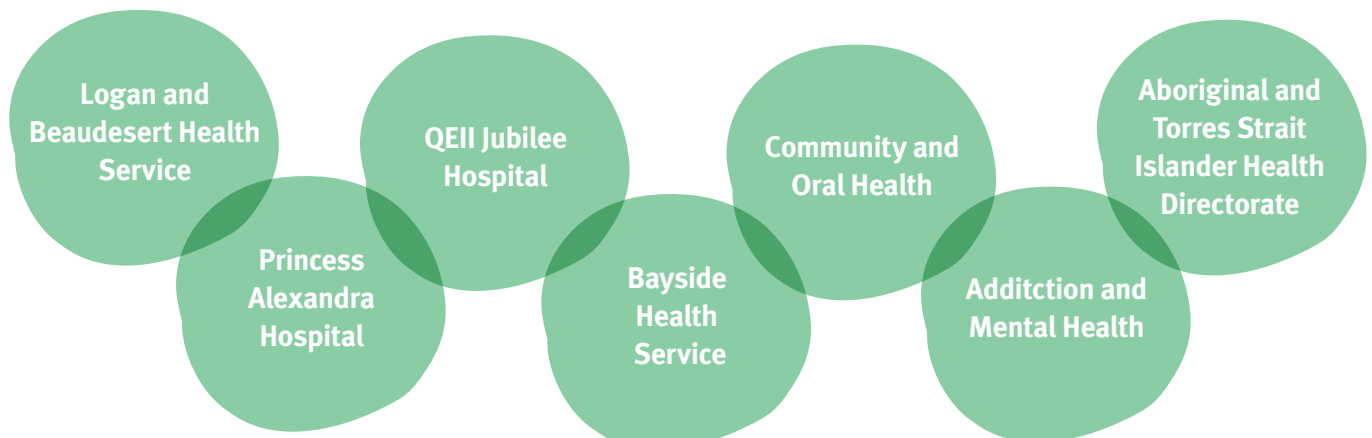 Logan and
Beaudesert Health
Service
Princess
Alexandra
Hospital
QEII Jubilee
Hospital
Bayside
Health
Service
Community and
Oral Health
Additction and
Mental Health
Aboriginal and
Torres Strait
Islander Health
Directorate